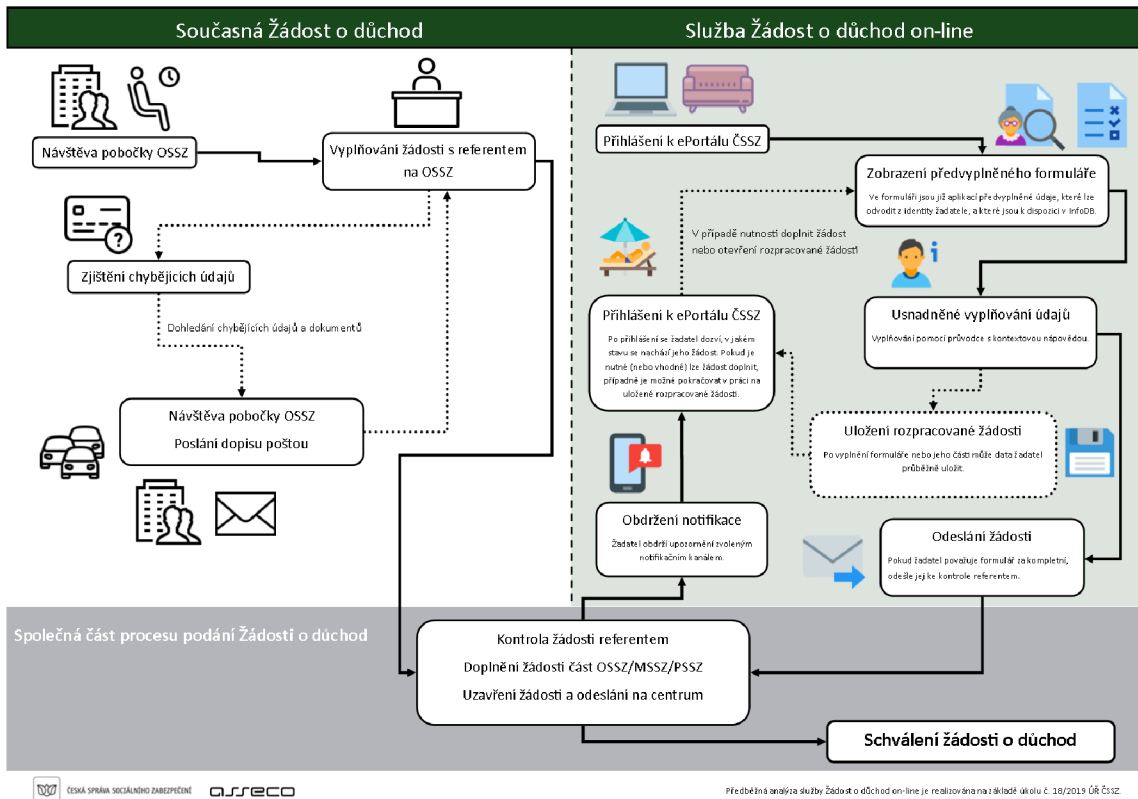 Současná Žádost o důchod
Návštěva pobočky OSSZ
Vyplňování žádosti s referentem
na OSSZ
?
Zjištění chybějících údajů
Dohledání chybějících údajů a dokumentů
Návštěva pobočky OSSZ
Poslání dopisu poštou
Služba Žádost o důchod on-line
Přihlášení k ePortálu ČSSZ
Zobrazení předvyplněného formuláře
Ve formuláři jsou již aplikací předvyplněné údaje, které lze
odvodit z identity žadatele, a které jsou k dispozici v InfoDB.
V případě nutnosti doplnit žádost
nebo otevření rozpracované žádosti
i
Usnadněné vyplňování údajů
Vyplňování pomocí průvodce s kontextovou nápovědou.
Přihlášení k ePortálu ČSSZ
Po přihlášení se žadatel dozví, v jakém
stavu se nachází jeho žádost. Pokud je
nutné (nebo vhodné) lze žádost doplnit,
případně je možné pokračovat v práci na
uložené rozpracované žádosti.
Uložení rozpracované žádosti
Po vyplnění formuláře nebo jeho části může data žadatel
průběžně uložit.
Obdržení notifikace
Žadatel obdrží upozornění zvoleným
notifikačním kanálem.
Odeslání žádosti
Pokud žadatel považuje formulář za kompletní,
odešle jej ke kontrole referentem.
Společná část procesu podání Žádosti o důchod
Kontrola žádosti referentem
Doplnění žádosti část OSSZ/MSSZ/PSSZ
Uzavření žádosti a odeslání na centrum
Schválení žádosti o důchod
ČESKÁ SPRÁVA SOCIÁLNÍHO ZABEZPEČENÍ
asseco
Předběžná analýza služby Žádost o důchod on-line je realizována na základě úkolu č. 18/2019 ÚŘ ČSSZ.